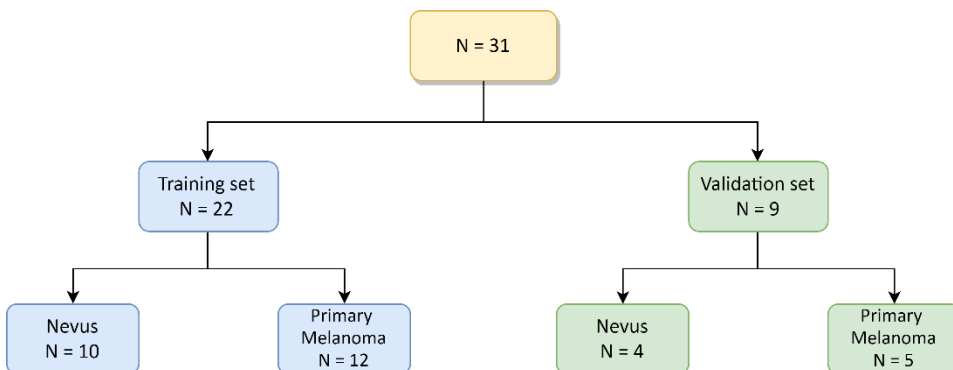 N = 31
Training set
N = 22
Validation set
N = 9
Nevus
N = 10
Primary
Melanoma
N = 12
Nevus
N = 4
Primary
Melanoma
N = 5